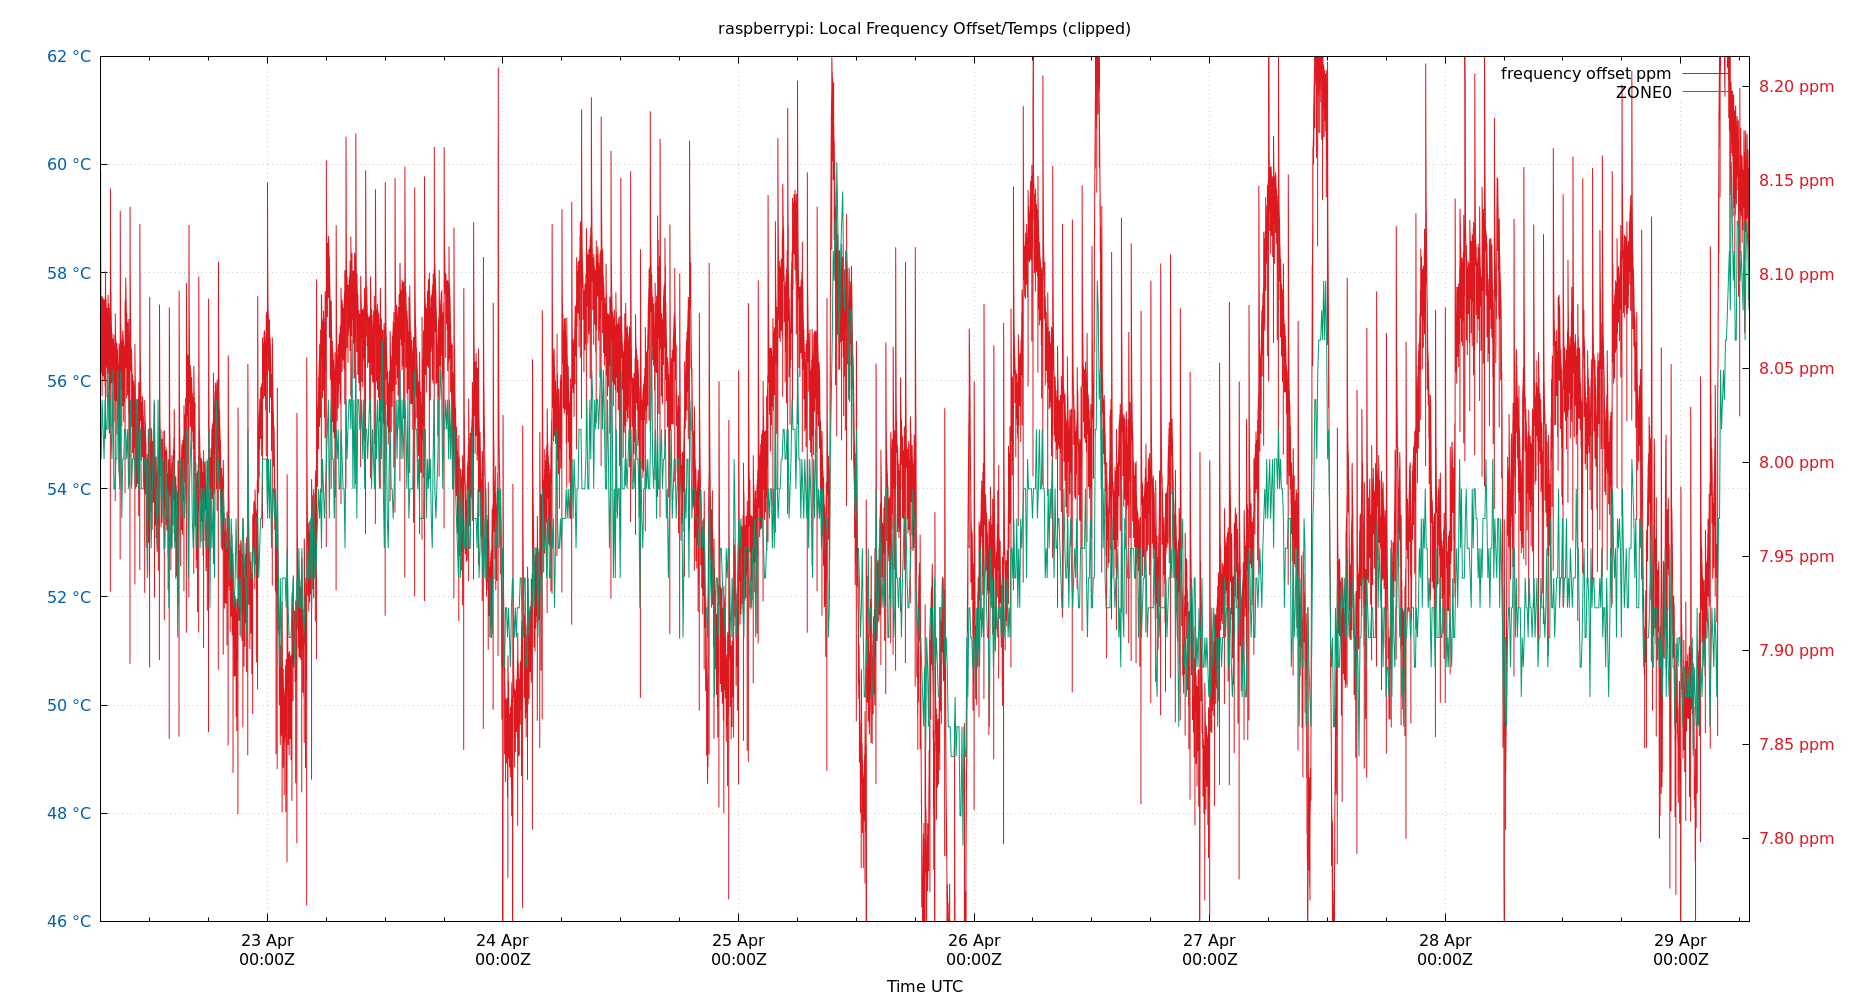 raspberrypi: Local Frequency Offset/Temps (clipped)
62 °C
60 °C
58 °C
56 °C
54 °C
52 °C
50 °C
48 °C
46 °C
frequency offset ppm
ZONE0
8.20 ppm
8.15 ppm
8.10 ppm
8.05 ppm
8.00 ppm
7.95 ppm
7.90 ppm
7.85 ppm
7.80 ppm
23 Apr
00:00Z
24 Apr
00:00Z
25 Apr
00:00Z
26 Apr
00:00Z
27 Apr
00:00Z
28 Apr
00:00Z
29 Apr
00:00Z
Time UTC